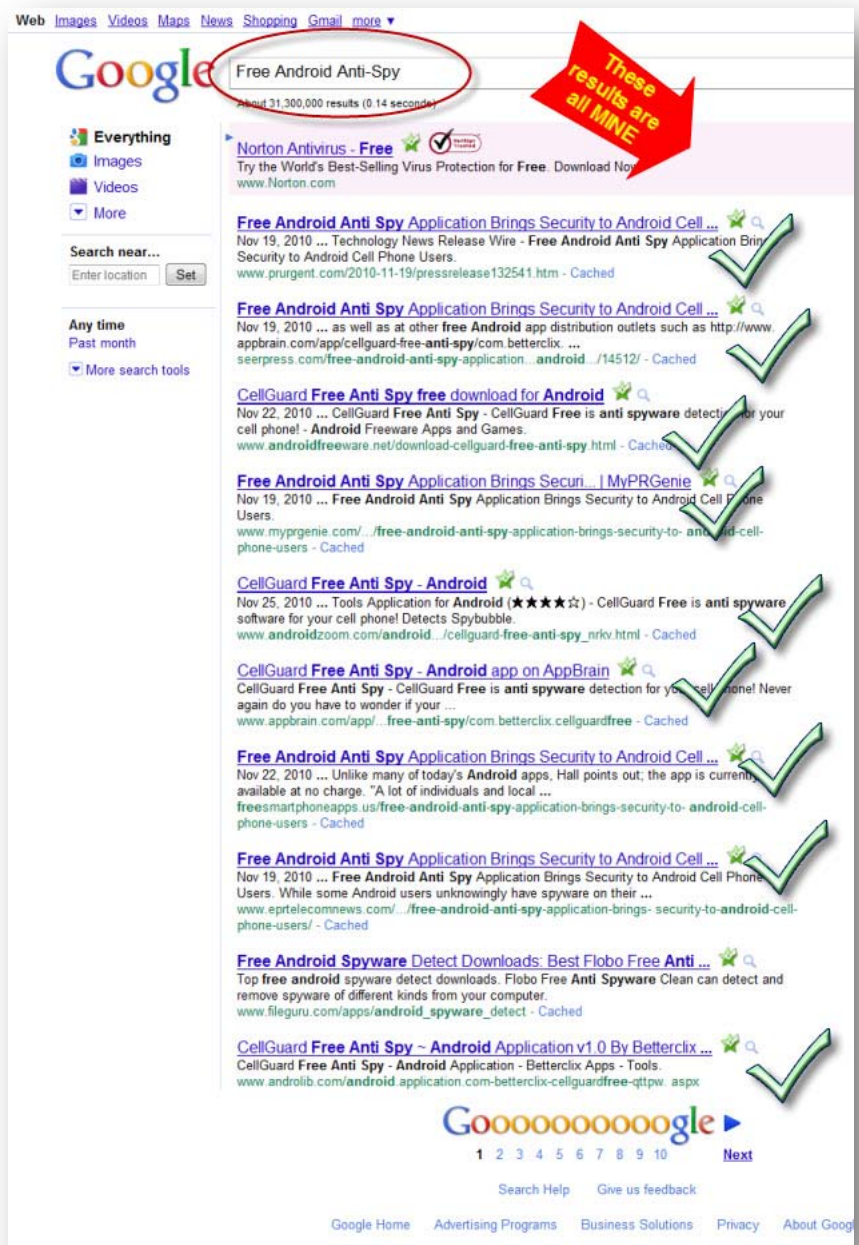 Web Images Videos Maps News Shopping Gmail more ▼
Google
Free Android Anti-Spy
About 31,300,000 results (0.14 seconds)
These
results are
all MINE
Everything
Images
Videos
More
Search near...
Enter location Set
Any time
Past month
More search tools
Norton Antivirus - Free
Try the World's Best-Selling Virus Protection for Free. Download Now
www.Norton.com
Free Android Anti Spy Application Brings Security to Android Cell ...
Nov 19, 2010 ... Technology News Release Wire - Free Android Anti Spy Application Brin
Security to Android Cell Phone Users.
www.prurgent.com/2010-11-19/pressrelease132541.htm - Cached
Free Android Anti Spy Application Brings Security to Android Cell ...
Nov 19, 2010 ... as well as at other free Android app distribution outlets such as http://www.
appbrain.com/app/cellguard-free-anti-spy/com.betterclix. ...
seerpress.com/free-android-anti-spy-application...android.../14512/ - Cached
CellGuard Free Anti Spy free download for Android
Nov 22, 2010 ... CellGuard Free Anti Spy - CellGuard Free is anti spyware detection for your
cell phone! - Android Freeware Apps and Games.
www.androidfreeware.net/download-cellguard-free-anti-spy.html - Cached
Free Android Anti Spy Application Brings Securi... | MyPRGenie
Nov 19, 2010 ... Free Android Anti Spy Application Brings Security to Android Cell Phone
Users.
www.myprgenie.com/.../free-android-anti-spy-application-brings-security-to- android-cell-
phone-users - Cached
CellGuard Free Anti Spy - Android
Nov 25, 2010 ... Tools Application for Android (★★★★☆) - CellGuard Free is anti spyware
software for your cell phone! Detects Spybubble.
www.androidzoom.com/android.../cellguard-free-anti-spy_nrkv.html - Cached
CellGuard Free Anti Spy - Android app on AppBrain
CellGuard Free Anti Spy - CellGuard Free is anti spyware detection for your cell phone! Never
again do you have to wonder if your ...
www.appbrain.com/app/...free-anti-spy/com.betterclix.cellguardfree - Cached
Free Android Anti Spy Application Brings Security to Android Cell ...
Nov 22, 2010 ... Unlike many of today's Android apps, Hall points out; the app is currently
available at no charge. "A lot of individuals and local ...
freesmartphoneapps.us/free-android-anti-spy-application-brings-security-to- android-cell-
phone-users - Cached
Free Android Anti Spy Application Brings Security to Android Cell ...
Nov 19, 2010 ... Free Android Anti Spy Application Brings Security to Android Cell Phone
Users. While some Android users unknowingly have spyware on their ...
www.eprtelecomnews.com/.../free-android-anti-spy-application-brings- security-to-android-cell-
phone-users/ - Cached
Free Android Spyware Detect Downloads: Best Flobo Free Anti ...
Top free android spyware detect downloads. Flobo Free Anti Spyware Clean can detect and
remove spyware of different kinds from your computer.
www.fileguru.com/apps/android_spyware_detect - Cached
CellGuard Free Anti Spy ~ Android Application v1.0 By Betterclix ...
CellGuard Free Anti Spy - Android Application - Betterclix Apps - Tools.
www.androlib.com/android.application.com-betterclix-cellguardfree-qttpw. aspx
Goooooooooogle
1 2 3 4 5 6 7 8 9 10 Next
Search Help Give us feedback
Google Home Advertising Programs Business Solutions Privacy About Goog